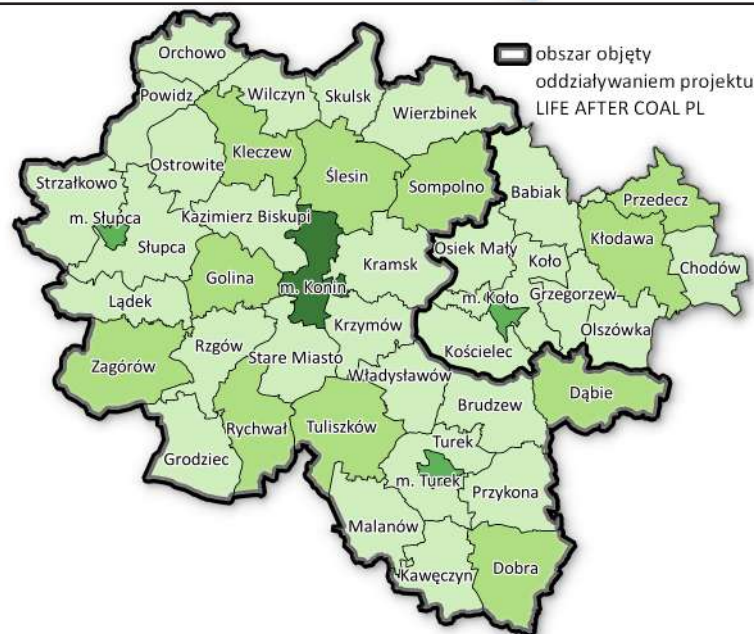 Orchowo
obszar objęty
oddziaływaniem projektu
LIFE AFTER COAL PL
Powidz
Wilczyn
Skulsk
Wierzbinek
Kleczew
Ostrowite
Ślesin
Strzałkowo
Sompolno
Babiak
Przedecz
m. Słupca
Kazimierz Biskupi
Kłodawa
Słupca
Osiek Mały
Koło
Chodów
Golina
Kramsk
m. Konin
Lądek
m. Koło
Grzegorzew
Krzymów
Olszówka
Zagórów
Rzgów
Stare Miasto
Kościelec
Władysławów
Dąbie
Brudzew
Rychwał
Tuliszków
Turek
Grodziec
m. Turek
Przykona
Malanów
Dobra
Kawęczyn